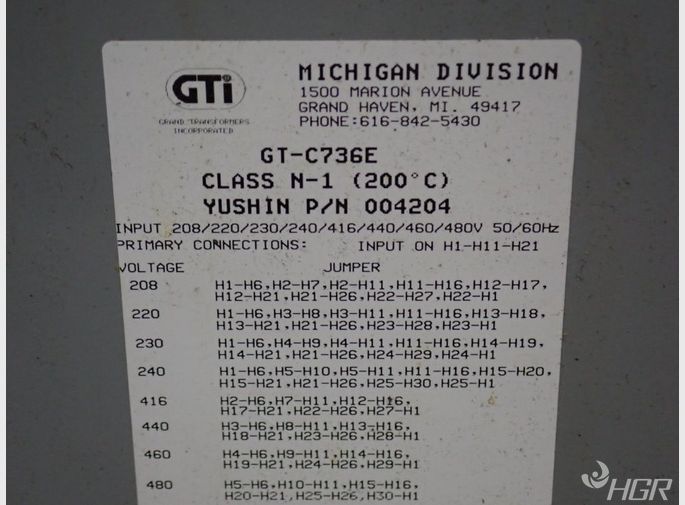 GTi
GRAND TRANSFORMERS
INCORPORATED
MICHIGAN DIVISION
1500 MARION AVENUE
GRAND HAVEN, MI. 49417
PHONE:616-842-5430
GT-C736E
CLASS N-1 (200°C)
YUSHIN P/N 004204
INPUT 208/220/230/240/416/440/460/480V 50/60Hz
PRIMARY CONNECTIONS: INPUT ON H1-H11-H21
VOLTAGE JUMPER
208 H1-H6,H2-H7,H2-H11,H11-H16,H12-H17,
H12-H21,H21-H26,H22-H27,H22-H1
220 H1-H6,H3-H8,H3-H11,H11-H16,H13-H18,
H13-H21,H21-H26,H23-H28,H23-H1
230 H1-H6,H4-H9,H4-H11,H11-H16,H14-H19,
H14-H21,H21-H26,H24-H29,H24-H1
240 H1-H6,H5-H10,H5-H11,H11-H16,H15-H20,
H15-H21,H21-H26,H25-H30,H25-H1
416 H2-H6,H7-H11,H12-H16,
H17-H21,H22-H26,H27-H1
440 H3-H6,H8-H11,H13-H16,
H18-H21,H23-H26,H28-H1
460 H4-H6,H9-H11,H14-H16,
H19-H21,H24-H26,H29-H1
480 H5-H6,H10-H11,H15-H16,
H20-H21,H25-H26,H30-H1
HGR